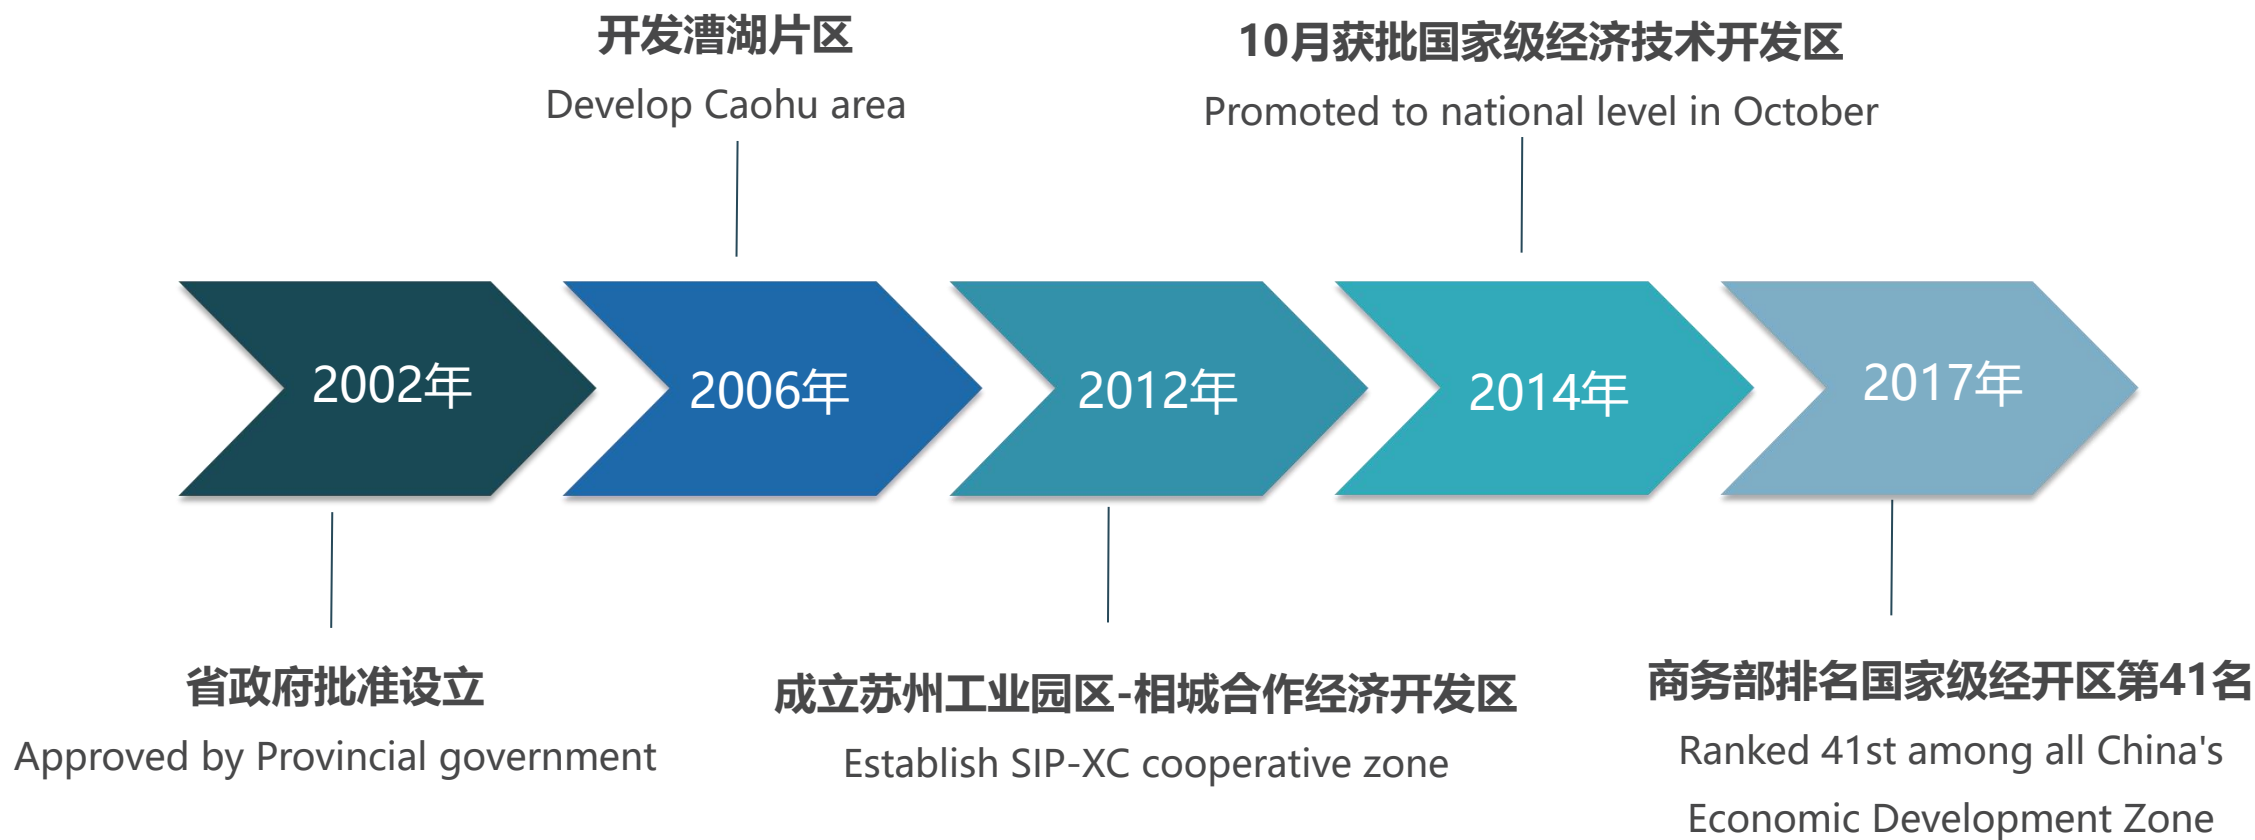 开发漕湖片区
Develop Caohu area
10月获批国家级经济技术开发区
Promoted to national level in October
2002年
2006年
2012年
2014年
2017年
省政府批准设立
Approved by Provincial government
成立苏州工业园区-相城合作经济开发区
Establish SIP-XC cooperative zone
商务部排名国家级经开区第41名
Ranked 41st among all China's
Economic Development Zone